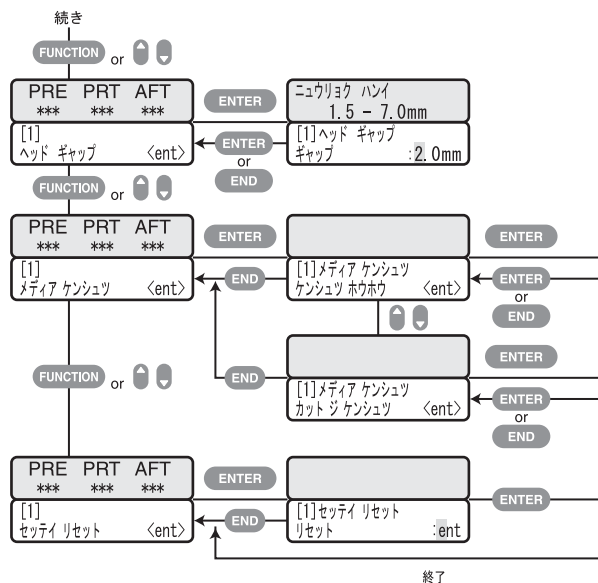 続き
FUNCTION or
PRE PRT AFT
*** *** ***
[1]
ヘッド ギャップ <ent>
ENTER
ENTER
or
END
ニュウリョク ハンイ
1.5 - 7.0mm
[1]ヘッド ギャップ
ギャップ :2.0mm
FUNCTION or
PRE PRT AFT
*** *** ***
[1]
メディア ケンシュツ <ent>
ENTER
END
[1]メディア ケンシュツ
ケンシュツ ホウホウ <ent>
ENTER
ENTER
or
END
END
[1]メディア ケンシュツ
カット ジ ケンシュツ <ent>
ENTER
ENTER
or
END
FUNCTION or
PRE PRT AFT
*** *** ***
[1]
セッテイ リセット <ent>
ENTER
END
[1]セッテイ リセット
リセット :ent
ENTER
終了